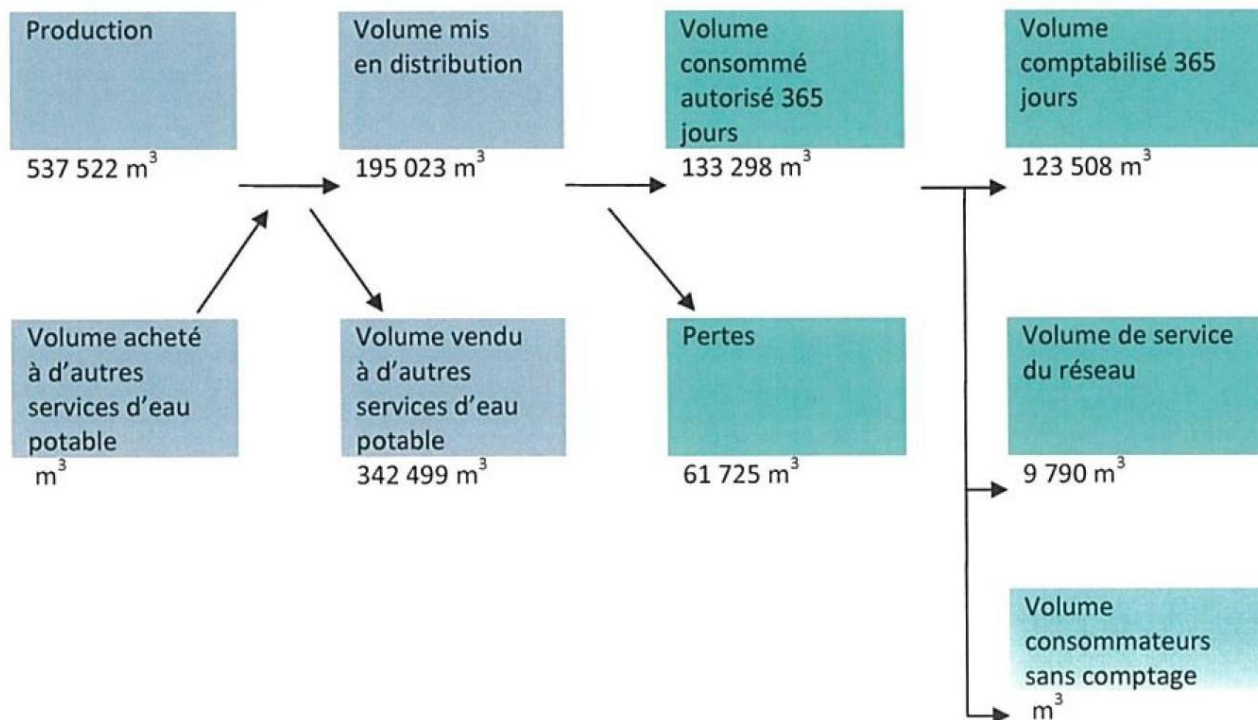 Production
537 522 m³
Volume mis
en distribution
195 023 m³
Volume
consommé
autorisé 365
jours
133 298 m³
Volume
comptabilisé 365
jours
123 508 m³
Volume acheté
à d'autres
services d'eau
potable
m³
Volume vendu
à d'autres
services d'eau
potable
342 499 m³
Pertes
61 725 m³
Volume de service
du réseau
9 790 m³
Volume
consommateurs
sans comptage
m³